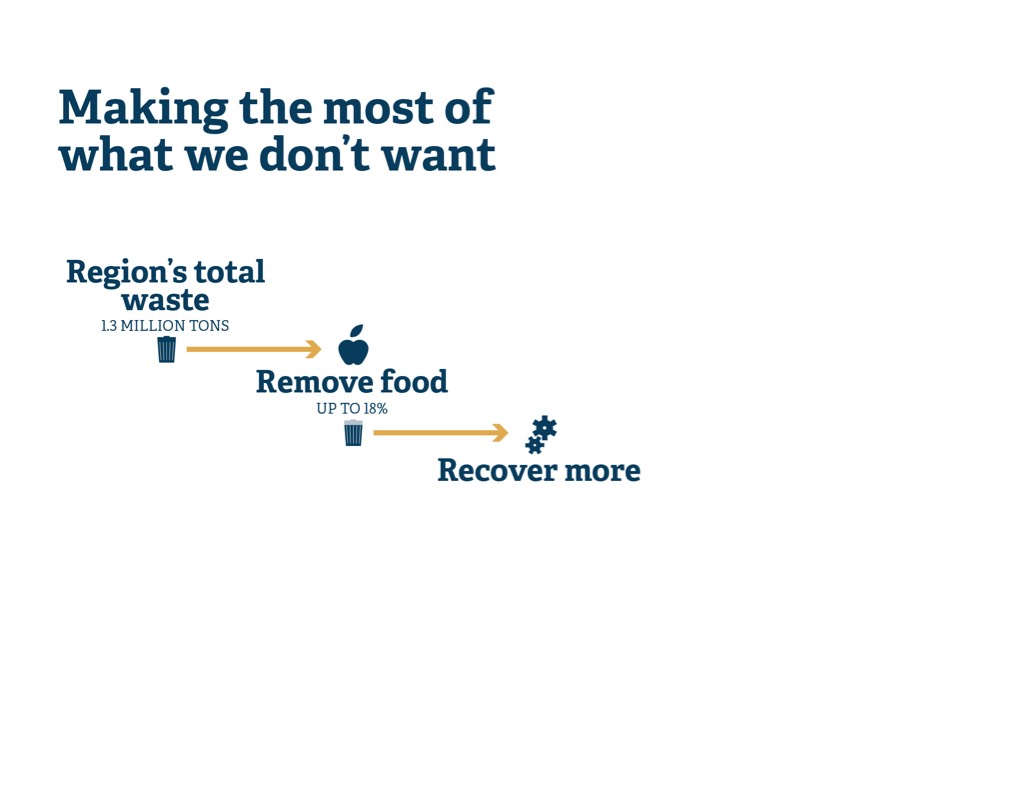 Making the most of
what we don't want
Region's total
waste
1.3 MILLION TONS
Remove food
UP TO 18%
Recover more